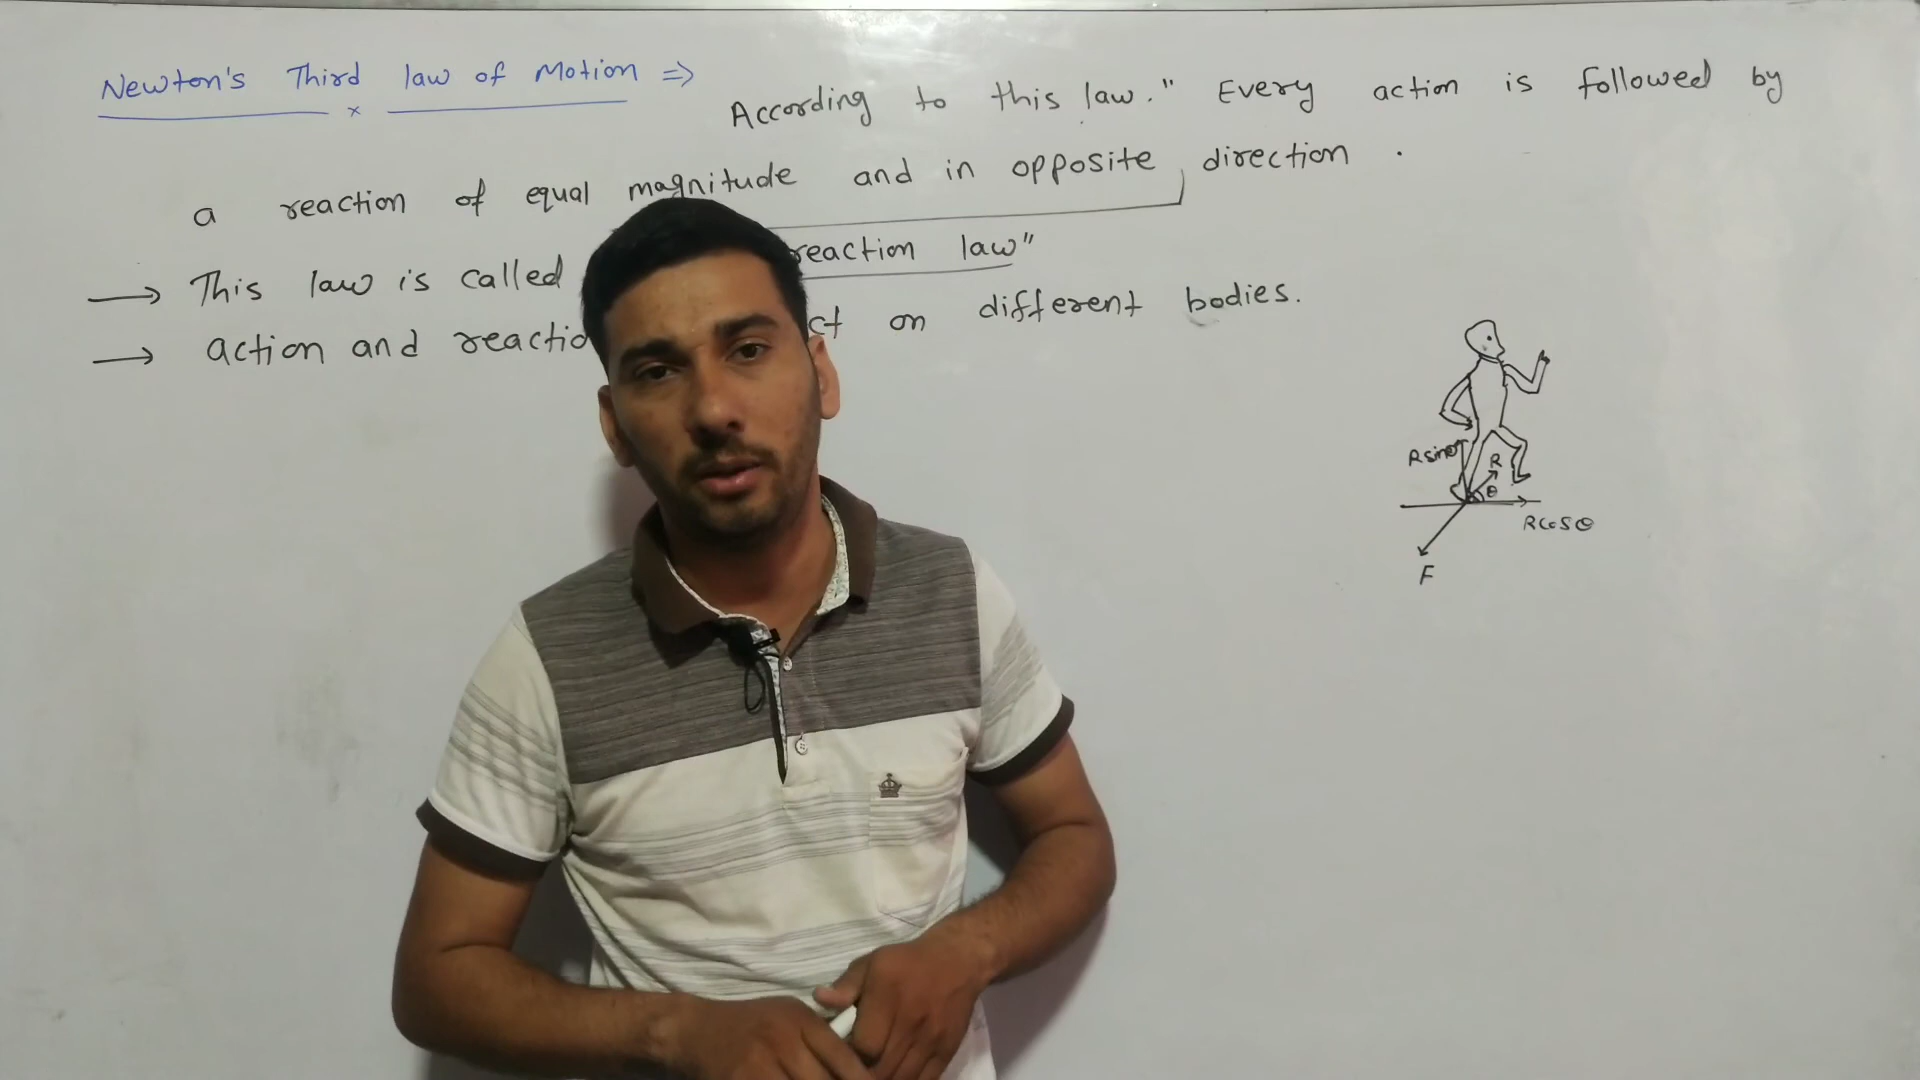 Newton's Third law of Motion ⇒
According to this law." Every action is followed by
a reaction of equal magnitude and in opposite direction .
→ This law is called reaction law"
→ action and on different bodies.
Rsinθ
R
θ
Rcosθ
F